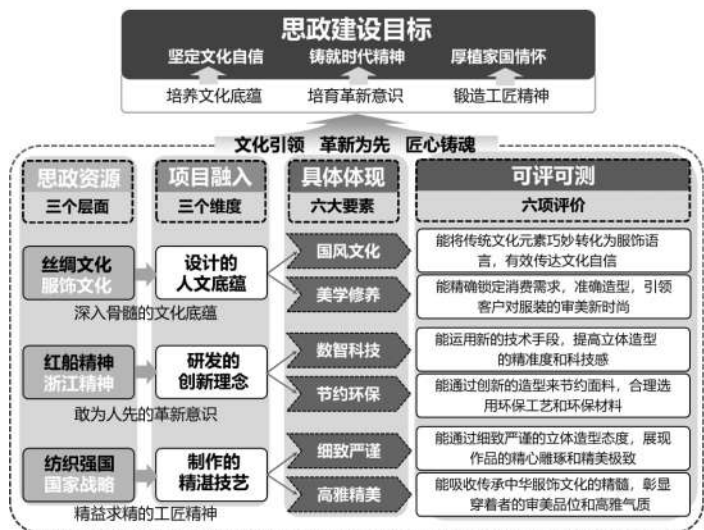 思政建设目标
坚定文化自信 铸就时代精神 厚植家国情怀
培养文化底蕴 培育革新意识 锻造工匠精神
文化引领 革新为先 匠心铸魂
思政资源 项目融入 具体体现 可评可测
三个层面 三个维度 六大要素 六项评价
丝绸文化
服饰文化
设计的
人文底蕴
深入骨髓的文化底蕴
国风文化
能将传统文化元素巧妙转化为服饰语
言，有效传达文化自信
美学修养
能精确锁定消费需求，准确造型，引领
客户对服装的审美新时尚
红船精神
浙江精神
研发的
创新理念
敢为人先的革新意识
数智科技
能运用新的技术手段，提高立体造型
的精准度和科技感
节约环保
能通过创新的造型来节约面料，合理选
用环保工艺和环保材料
纺织强国
国家战略
制作的
精湛技艺
精益求精的工匠精神
细致严谨
能通过细致严谨的立体造型态度，展现
作品的精心雕琢和精美极致
高雅精美
能吸收传承中华服饰文化的精髓，彰显
穿着者的审美品位和高雅气质